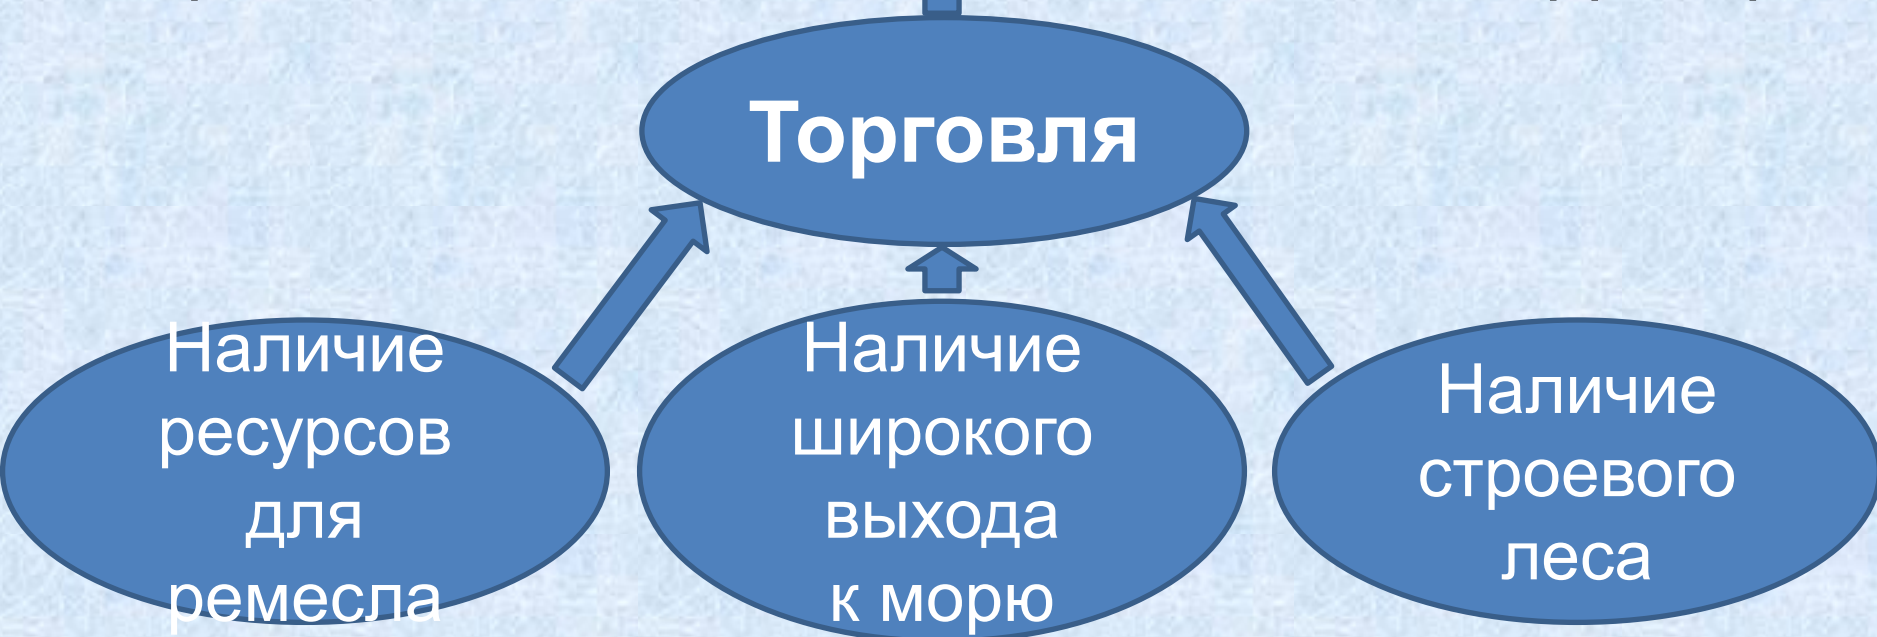 Торговля
Наличие
ресурсов
для
ремесла
Наличие
широкого
выхода
к морю
Наличие
строевого
леса